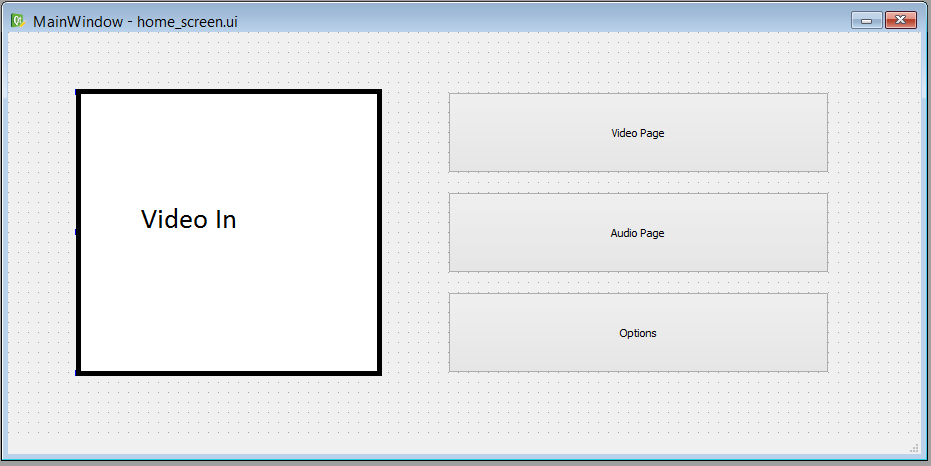 MainWindow - home_screen.ui
Video In
Video Page
Audio Page
Options